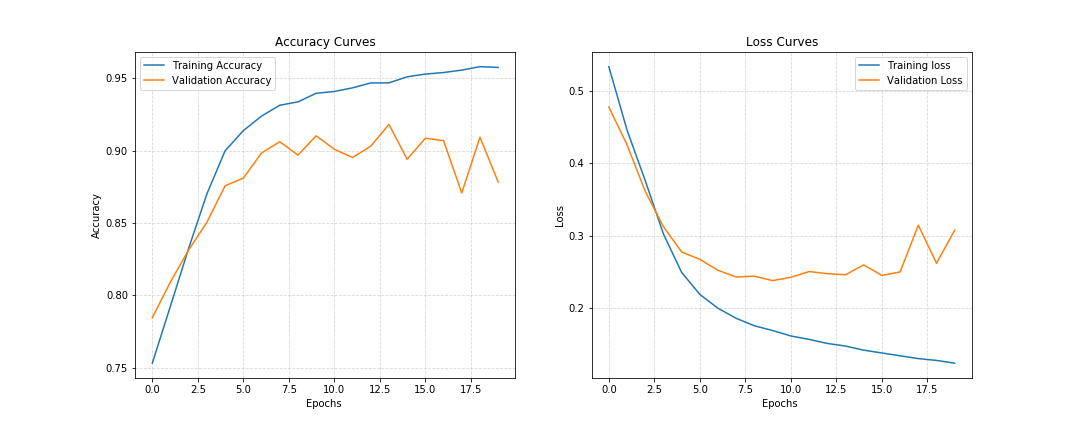 Accuracy Curves
Training Accuracy
Validation Accuracy
0.95
0.90
0.85
0.80
0.75
Accuracy
0.0 2.5 5.0 7.5 10.0 12.5 15.0 17.5
Epochs
Loss Curves
Training loss
Validation Loss
0.5
0.4
0.3
0.2
Loss
0.0 2.5 5.0 7.5 10.0 12.5 15.0 17.5
Epochs